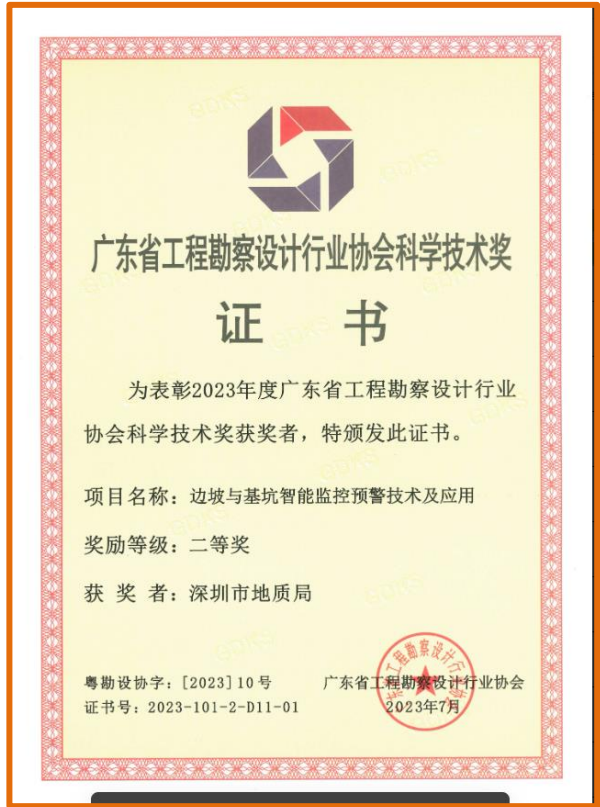 广东省工程勘察设计行业协会科学技术奖
证 书
为表彰2023年度广东省工程勘察设计行业
协会科学技术奖获奖者，特颁发此证书。
项目名称：边坡与基坑智能监控预警技术及应用
奖励等级：二等奖
获 奖 者：深圳市地质局
粤勘设协字：[2023]10号
证书号：2023-101-2-D11-01
广东省工程勘察设计行业协会
2023年7月